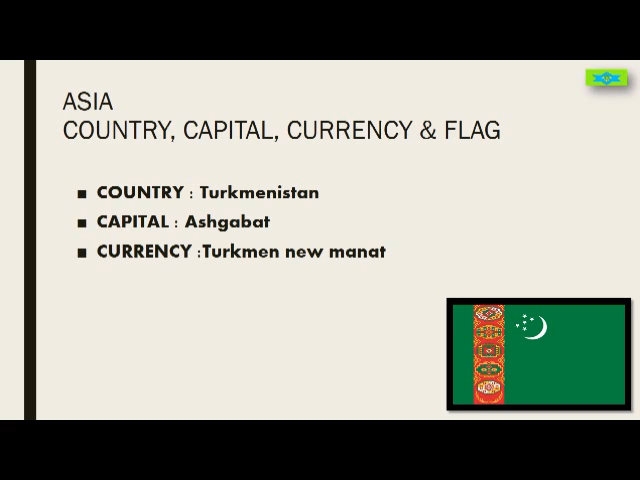 ASIA
COUNTRY, CAPITAL, CURRENCY & FLAG
COUNTRY : Turkmenistan
CAPITAL : Ashgabat
CURRENCY :Turkmen new manat